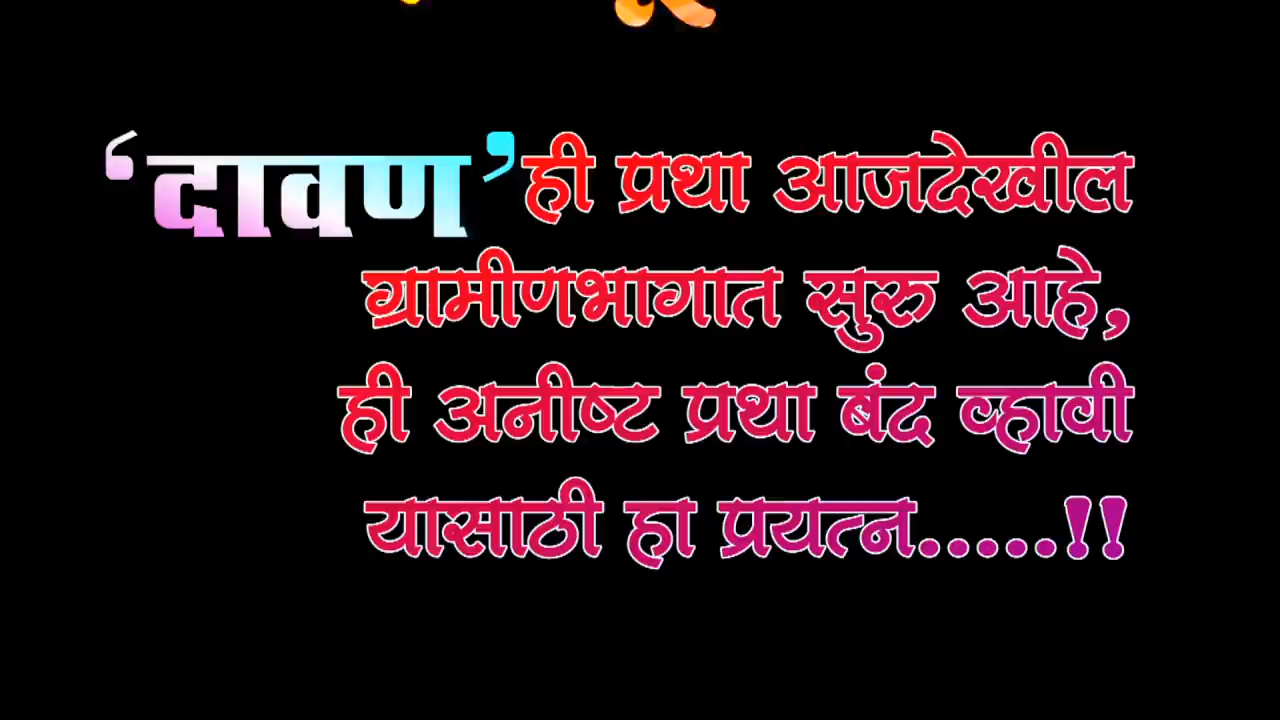 ‘दावण’ ही प्रथा आजदेखील
ग्रामीणभागात सुरु आहे,
ही अनीष्ट प्रथा बंद व्हावी
यासाठी हा प्रयत्न.....!!